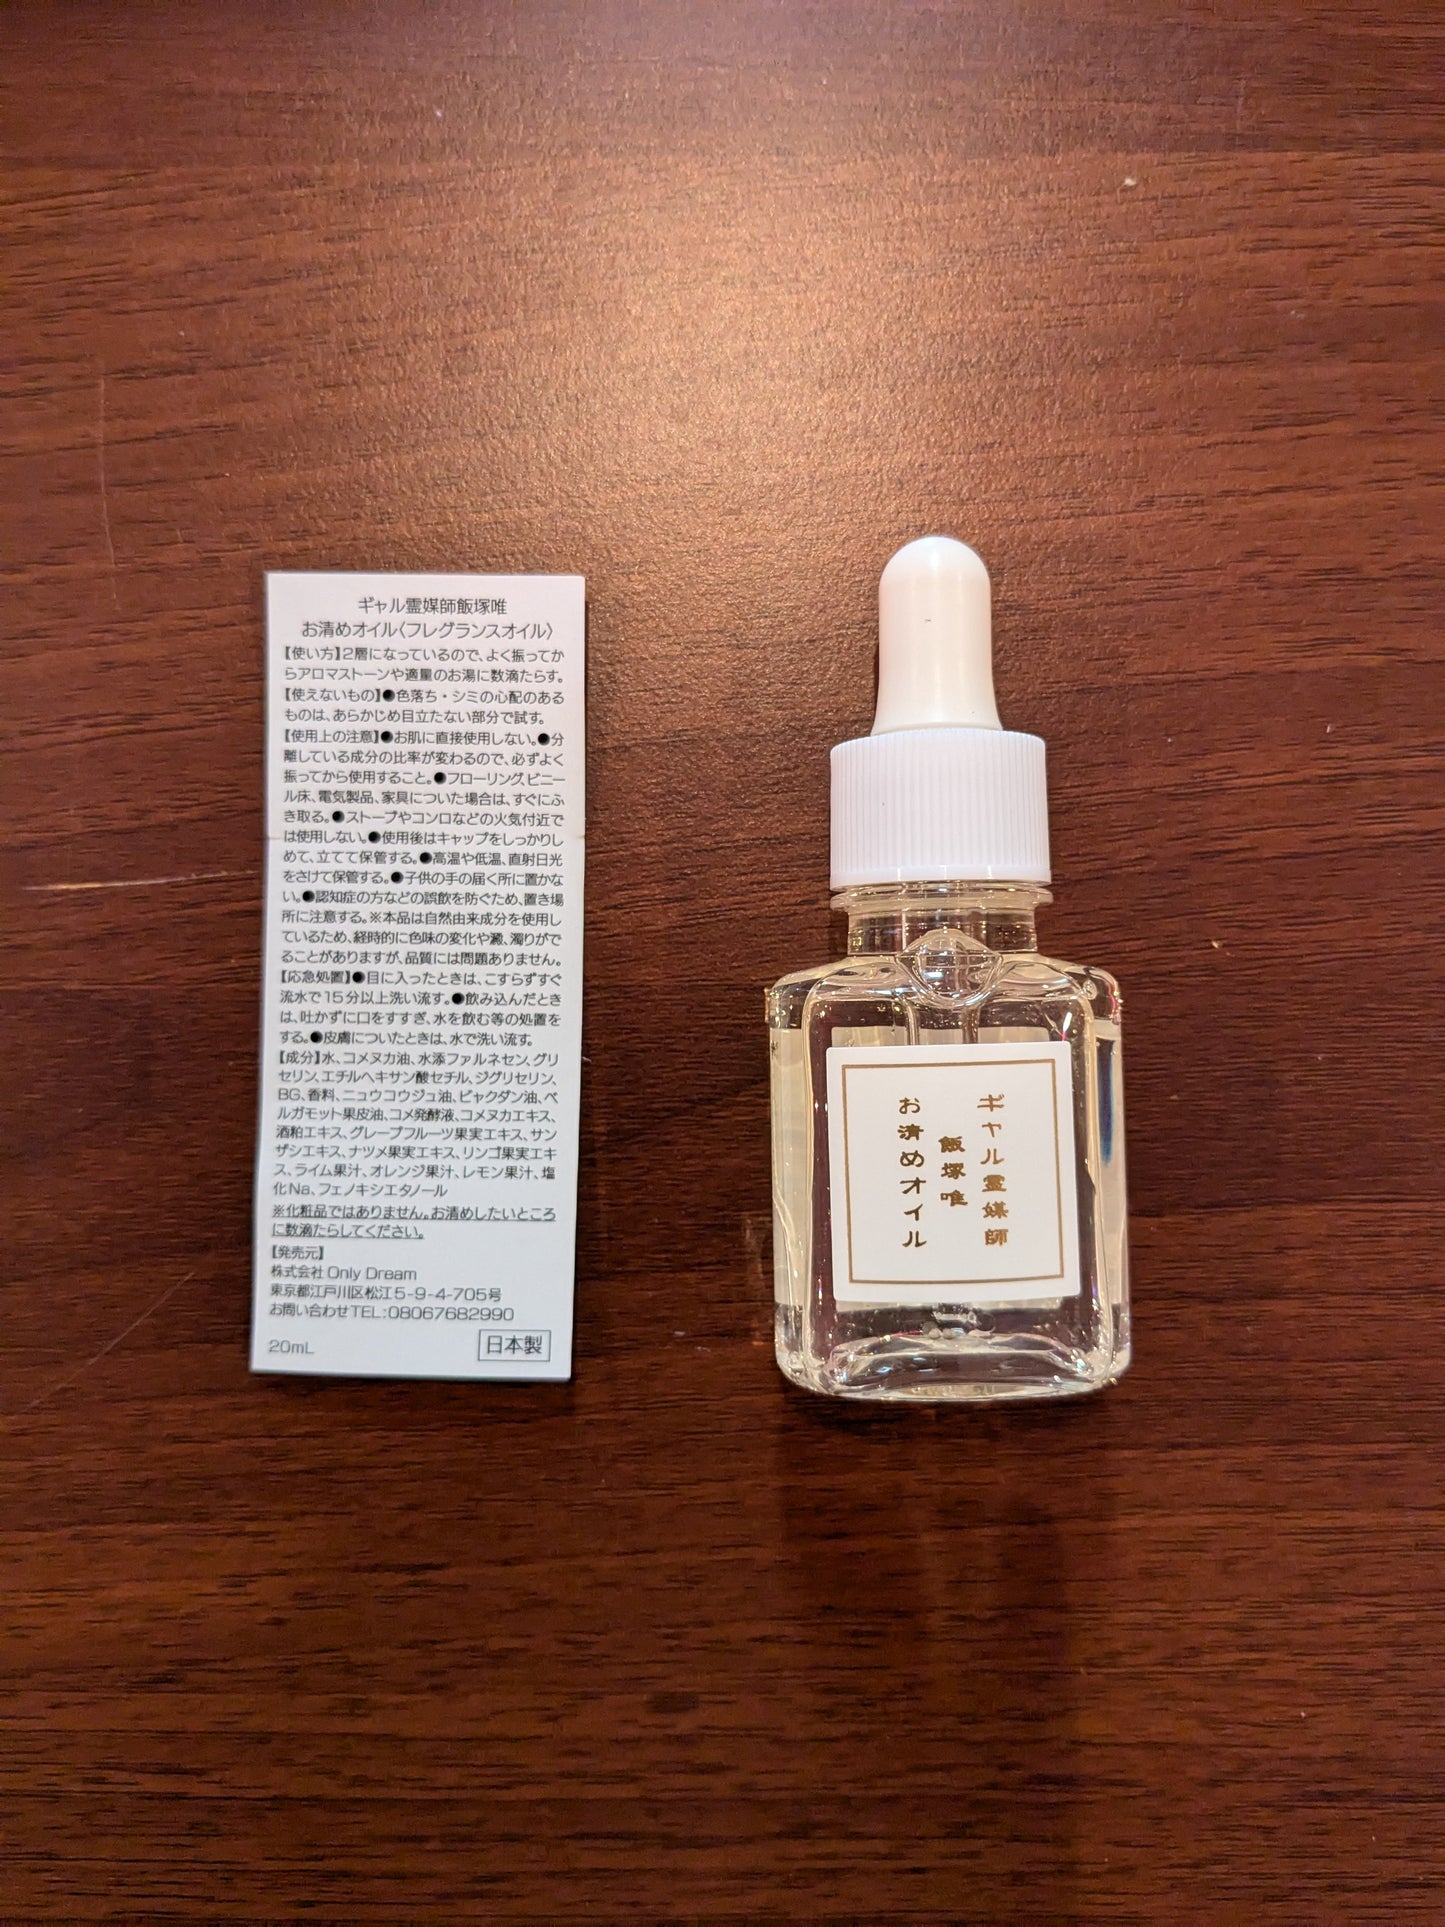 ギャル霊媒師飯塚唯
お清めオイル〈フレグランスオイル〉
【使い方】2層になっているので、よく振ってか
らアロマストーンや適量のお湯に数滴たらす。
【使えないもの】●色落ち・シミの心配のある
ものは、あらかじめ目立たない部分で試す。
【使用上の注意】●お肌に直接使用しない。●分
離している成分の比率が変わるので、必ずよく
振ってから使用すること。●フローリング、ビニー
ル床、電気製品、家具についた場合は、すぐにふ
き取る。●ストーブやコンロなどの火気付近で
は使用しない。●使用後はキャップをしっかりし
めて、立てて保管する。●高温や低温、直射日光
をさけて保管する。●子供の手の届く所に置かな
い。●認知症の方などの誤飲を防ぐため、置き場
所に注意する。※本品は自然由来成分を使用し
ているため、経時的に色味の変化や澱、濁りがで
ることがありますが、品質には問題ありません。
【応急処置】●目に入ったときは、こすらずすぐ
流水で15分以上洗い流す。●飲み込んだとき
は、吐かずに口をすすぎ、水を飲む等の処置を
する。●皮膚についたときは、水で洗い流す。
【成分】水、コメヌカ油、水添ファルネセン、グリ
セリン、エチルヘキサン酸セチル、ジグリセリン、
BG、香料、ニュウコウジュ油、ビャクダン油、ベ
ルガモット果皮油、コメ発酵液、コメヌカエキス、
酒粕エキス、グレープフルーツ果実エキス、サン
ザシエキス、ナツメ果実エキス、リンゴ果実エキ
ス、ライム果汁、オレンジ果汁、レモン果汁、塩
化Na、フェノキシエタノール
※化粧品ではありません。お清めしたいところ
に数滴たらしてください。
【発売元】
株式会社 Only Dream
東京都江戸川区松江5-9-4-705号
お問い合わせTEL:08067682990
20mL
日本製
ギャル霊媒師
飯塚唯
お清めオイル